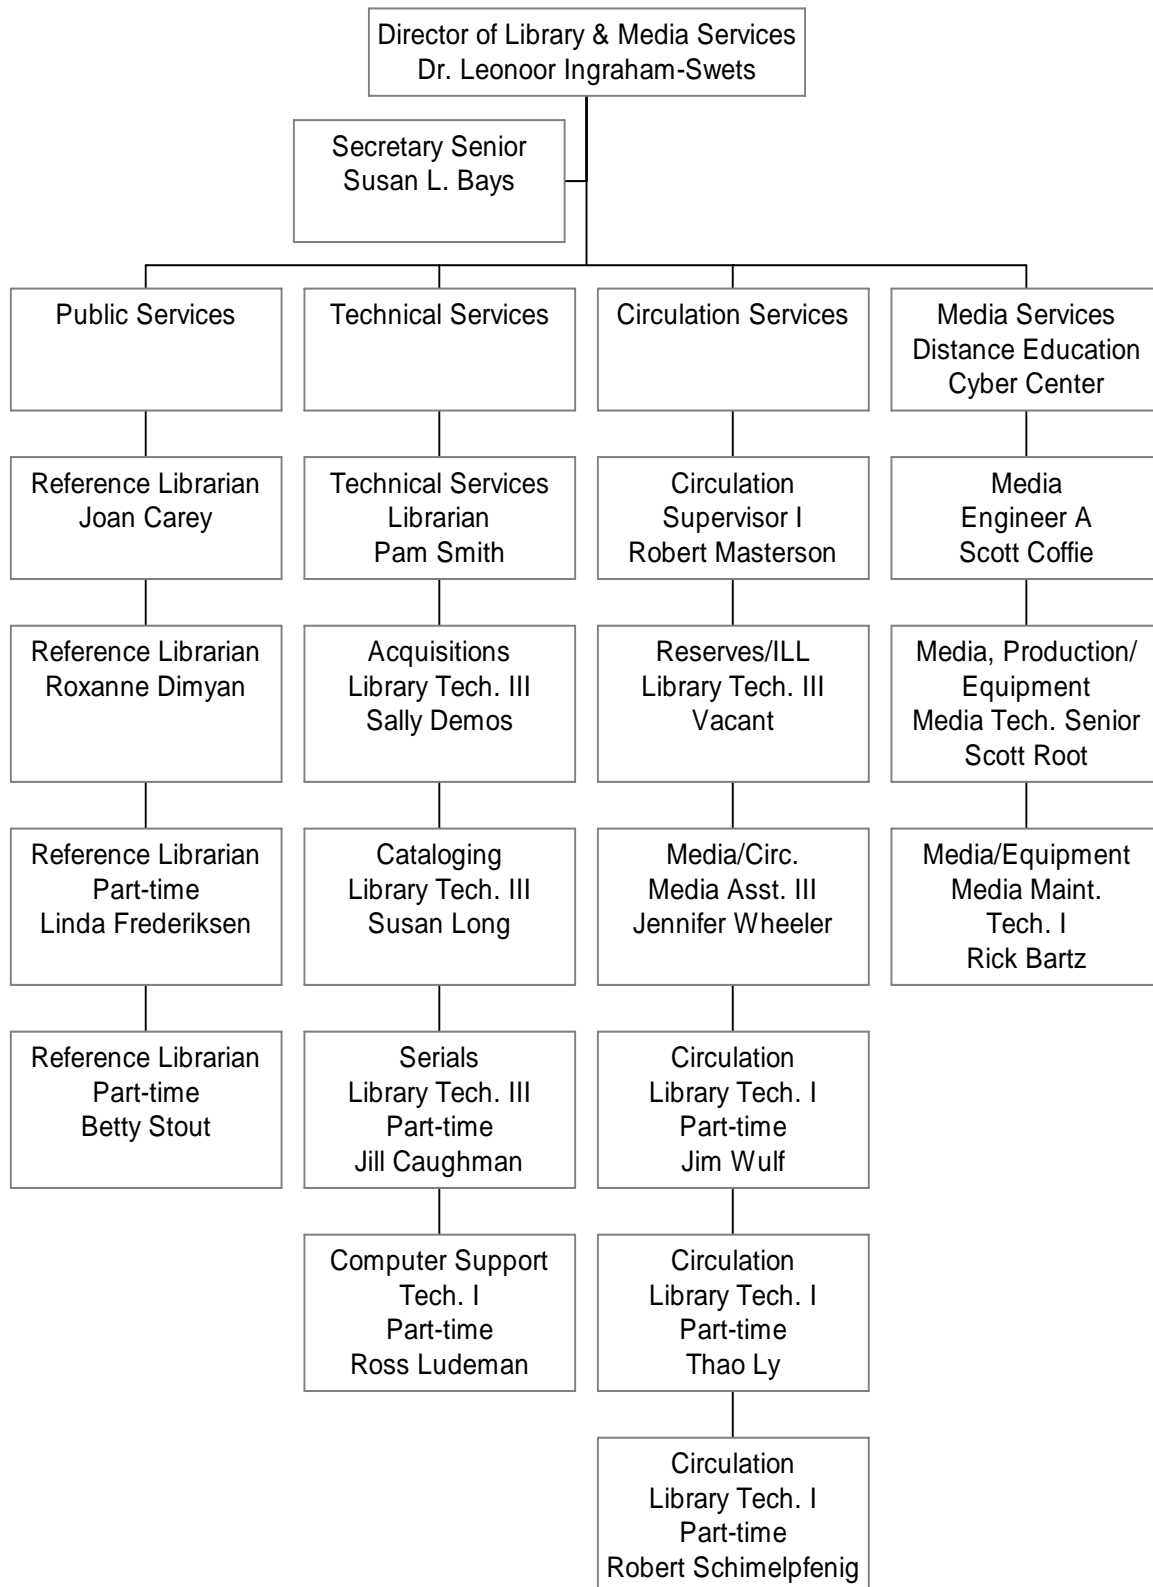 Director of Library & Media Services
Dr. Leonoor Ingraham-Swets
Secretary Senior
Susan L. Bays
Public Services
Technical Services
Circulation Services
Media Services
Distance Education
Cyber Center
Reference Librarian
Joan Carey
Technical Services
Librarian
Pam Smith
Circulation
Supervisor I
Robert Masterson
Media
Engineer A
Scott Coffie
Reference Librarian
Roxanne Dimyan
Acquisitions
Library Tech. III
Sally Demos
Reserves/ILL
Library Tech. III
Vacant
Media, Production/
Equipment
Media Tech. Senior
Scott Root
Reference Librarian
Part-time
Linda Frederiksen
Cataloging
Library Tech. III
Susan Long
Media/Circ.
Media Asst. III
Jennifer Wheeler
Media/Equipment
Media Maint.
Tech. I
Rick Bartz
Reference Librarian
Part-time
Betty Stout
Serials
Library Tech. III
Part-time
Jill Caughman
Circulation
Library Tech. I
Part-time
Jim Wulf
Computer Support
Tech. I
Part-time
Ross Ludeman
Circulation
Library Tech. I
Part-time
Thao Ly
Circulation
Library Tech. I
Part-time
Robert Schimelpfenig